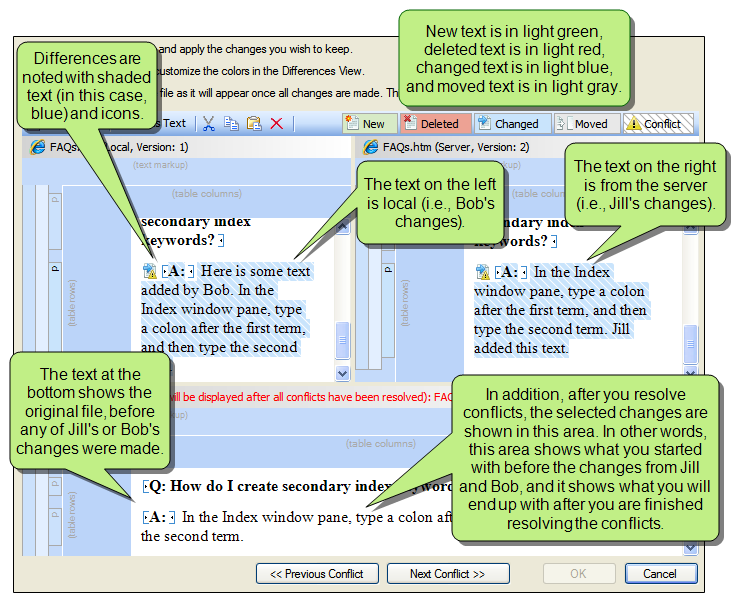 New text is in light green,
deleted text is in light red,
changed text is in light blue,
and moved text is in light gray.
Differences are
noted with shaded
text (in this case,
blue) and icons.
and apply the changes you wish to keep.
customize the colors in the Differences View.
file as it will appear once all changes are made. Th
Text
New
Deleted
Changed
Moved
Conflict
FAQs Local, Version: 1)
FAQs.htm (Server, Version: 2)
(text markup)
(table columns)
The text on the left
is local (i.e., Bob's
changes).
The text on the right
is from the server
(i.e., Jill's changes).
p
p
(table rows)
secondary index
keywords?
A: Here is some text
added by Bob. In the
Index window pane, type
a colon after the first term,
and then type the second
p
(table rows)
secondary
keywords?
A: In the Index
window pane, type a colon
after the first term, and then
type the second term. Jill
added this text.
The text at the
bottom shows the
original file, before
any of Jill's or Bob's
changes were made.
be displayed after all conflicts have been resolved): FAQ
(table columns)
In addition, after you resolve
conflicts, the selected changes are
shown in this area. In other words,
this area shows what you started
with before the changes from Jill
and Bob, and it shows what you will
end up with after you are finished
resolving the conflicts.
p
p
(table rows)
Q: How do I create secondary index
A: In the Index window pane, type a colon af
the second term.
<< Previous Conflict
Next Conflict >>
OK
Cancel